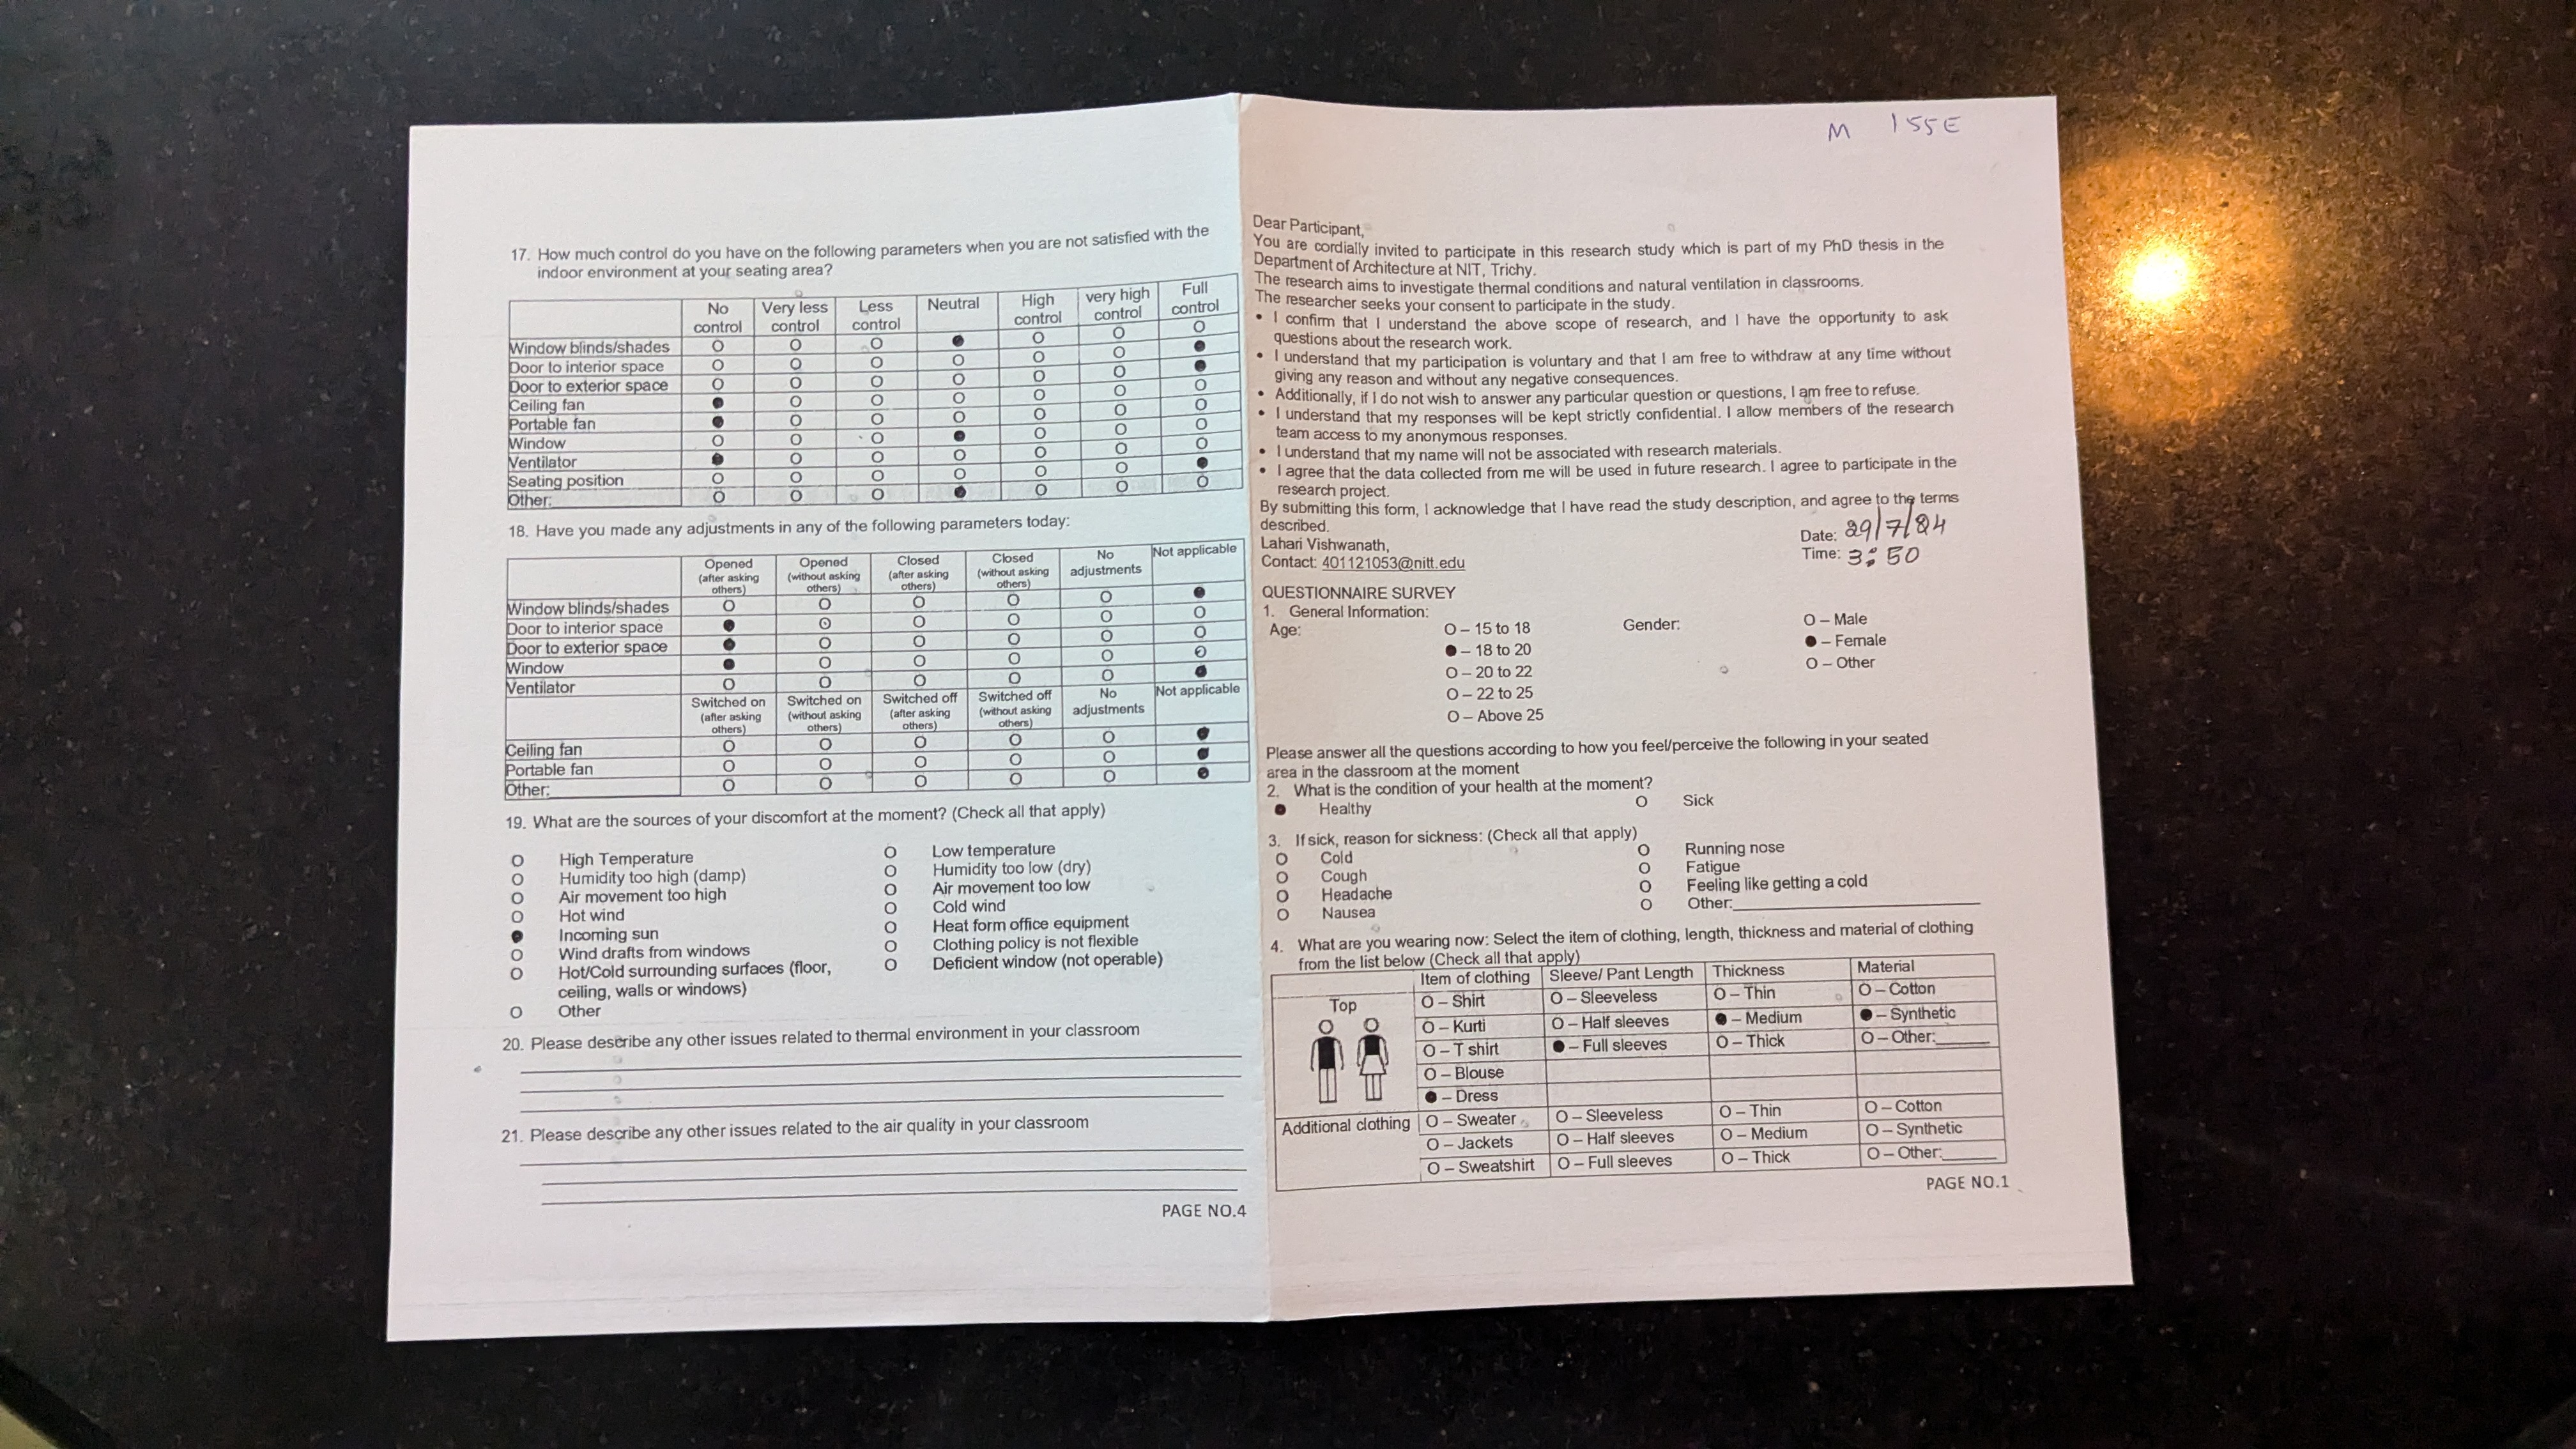 17. How much control do you have on the following parameters when you are not satisfied with the
indoor environment at your seating area?
No control Very less control Less control Neutral High control very high control Full control
Window blinds/shades O O O ● O O O
Door to interior space O O O O O O ●
Door to exterior space O O O O O O ●
Ceiling fan ● O O O O O O
Portable fan ● O O O O O O
Window O O O ● O O O
Ventilator ● O O O O O O
Seating position O O O O O O ●
Other: O O O ● O O O
18. Have you made any adjustments in any of the following parameters today:
Opened (after asking others) Opened (without asking others) Closed (after asking others) Closed (without asking others) No adjustments Not applicable
Window blinds/shades O O O O O ●
Door to interior space ● O O O O O
Door to exterior space ● O O O O O
Window ● O O O O O
Ventilator O O O O O ●
Switched on (after asking others) Switched on (without asking others) Switched off (after asking others) Switched off (without asking others) No adjustments Not applicable
Ceiling fan O O O O O ●
Portable fan O O O O O ●
Other: O O O O O ●
19. What are the sources of your discomfort at the moment? (Check all that apply)
O High Temperature O Low temperature
O Humidity too high (damp) O Humidity too low (dry)
O Air movement too high O Air movement too low
O Hot wind O Cold wind
● Incoming sun O Heat form office equipment
O Wind drafts from windows O Clothing policy is not flexible
O Hot/Cold surrounding surfaces (floor, O Deficient window (not operable)
ceiling, walls or windows)
O Other
20. Please describe any other issues related to thermal environment in your classroom
21. Please describe any other issues related to the air quality in your classroom
PAGE NO.4
M 155E
Dear Participant,
You are cordially invited to participate in this research study which is part of my PhD thesis in the
Department of Architecture at NIT, Trichy.
The research aims to investigate thermal conditions and natural ventilation in classrooms.
The researcher seeks your consent to participate in the study.
• I confirm that I understand the above scope of research, and I have the opportunity to ask
questions about the research work.
• I understand that my participation is voluntary and that I am free to withdraw at any time without
giving any reason and without any negative consequences.
• Additionally, if I do not wish to answer any particular question or questions, I am free to refuse.
• I understand that my responses will be kept strictly confidential. I allow members of the research
team access to my anonymous responses.
• I understand that my name will not be associated with research materials.
• I agree that the data collected from me will be used in future research. I agree to participate in the
research project.
By submitting this form, I acknowledge that I have read the study description, and agree to the terms
described.
Date: 29/7/24
Lahari Vishwanath,
Time: 3:50
Contact: 401121053@nitt.edu
QUESTIONNAIRE SURVEY
1. General Information:
Age: O – 15 to 18 Gender: O – Male
● – 18 to 20 ● – Female
O – 20 to 22 O – Other
O – 22 to 25
O – Above 25
Please answer all the questions according to how you feel/perceive the following in your seated
area in the classroom at the moment
2. What is the condition of your health at the moment?
● Healthy O Sick
3. If sick, reason for sickness: (Check all that apply)
O Cold O Running nose
O Cough O Fatigue
O Headache O Feeling like getting a cold
O Nausea O Other:
4. What are you wearing now: Select the item of clothing, length, thickness and material of clothing
from the list below (Check all that apply)
Item of clothing Sleeve/ Pant Length Thickness Material
Top O – Shirt O – Sleeveless O – Thin O – Cotton
O – Kurti O – Half sleeves ● – Medium ● – Synthetic
O – T shirt ● – Full sleeves O – Thick O – Other:
O – Blouse
● – Dress
Additional clothing O – Sweater O – Sleeveless O – Thin O – Cotton
O – Jackets O – Half sleeves O – Medium O – Synthetic
O – Sweatshirt O – Full sleeves O – Thick O – Other:
PAGE NO.1